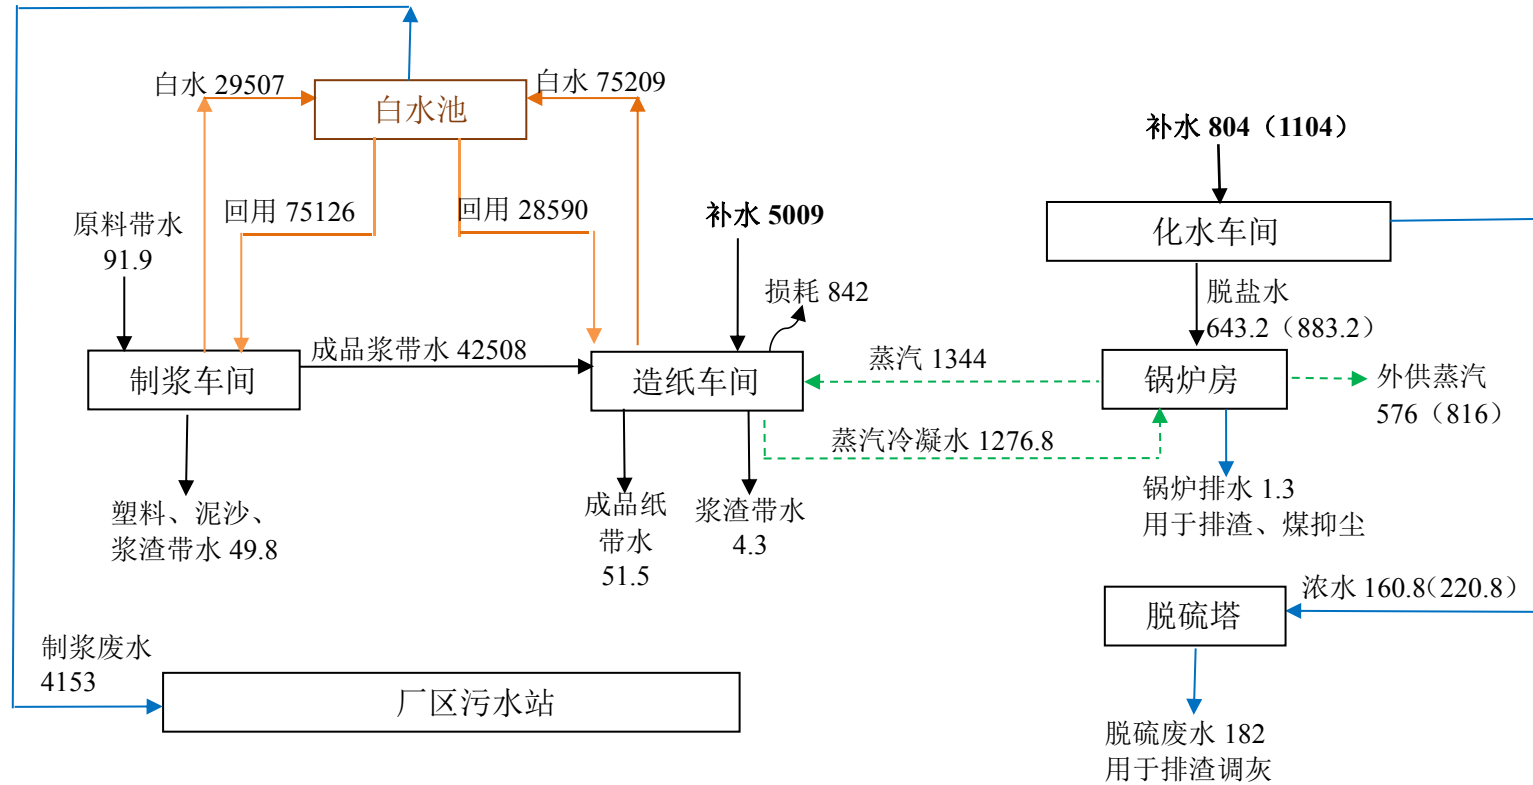 白水 29507
白水池
白水 75209
补水 804（1104）
回用 75126
回用 28590
补水 5009
原料带水
91.9
化水车间
损耗 842
脱盐水
643.2（883.2）
成品浆带水 42508
蒸汽 1344
制浆车间
造纸车间
锅炉房
外供蒸汽
576（816）
蒸汽冷凝水 1276.8
塑料、泥沙、
浆渣带水 49.8
成品纸
带水
51.5
浆渣带水
4.3
锅炉排水 1.3
用于排渣、煤抑尘
浓水 160.8（220.8）
脱硫塔
制浆废水
4153
厂区污水站
脱硫废水 182
用于排渣调灰